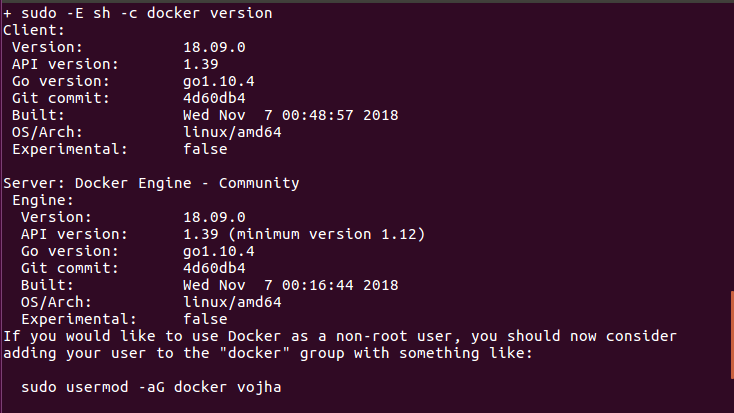 + sudo -E sh -c docker version
Client:
 Version:           18.09.0
 API version:       1.39
 Go version:        go1.10.4
 Git commit:        4d60db4
 Built:             Wed Nov  7 00:48:57 2018
 OS/Arch:           linux/amd64
 Experimental:      false

Server: Docker Engine - Community
 Engine:
  Version:          18.09.0
  API version:      1.39 (minimum version 1.12)
  Go version:       go1.10.4
  Git commit:       4d60db4
  Built:            Wed Nov  7 00:16:44 2018
  OS/Arch:          linux/amd64
  Experimental:     false
If you would like to use Docker as a non-root user, you should now consider
adding your user to the "docker" group with something like:

  sudo usermod -aG docker vojha